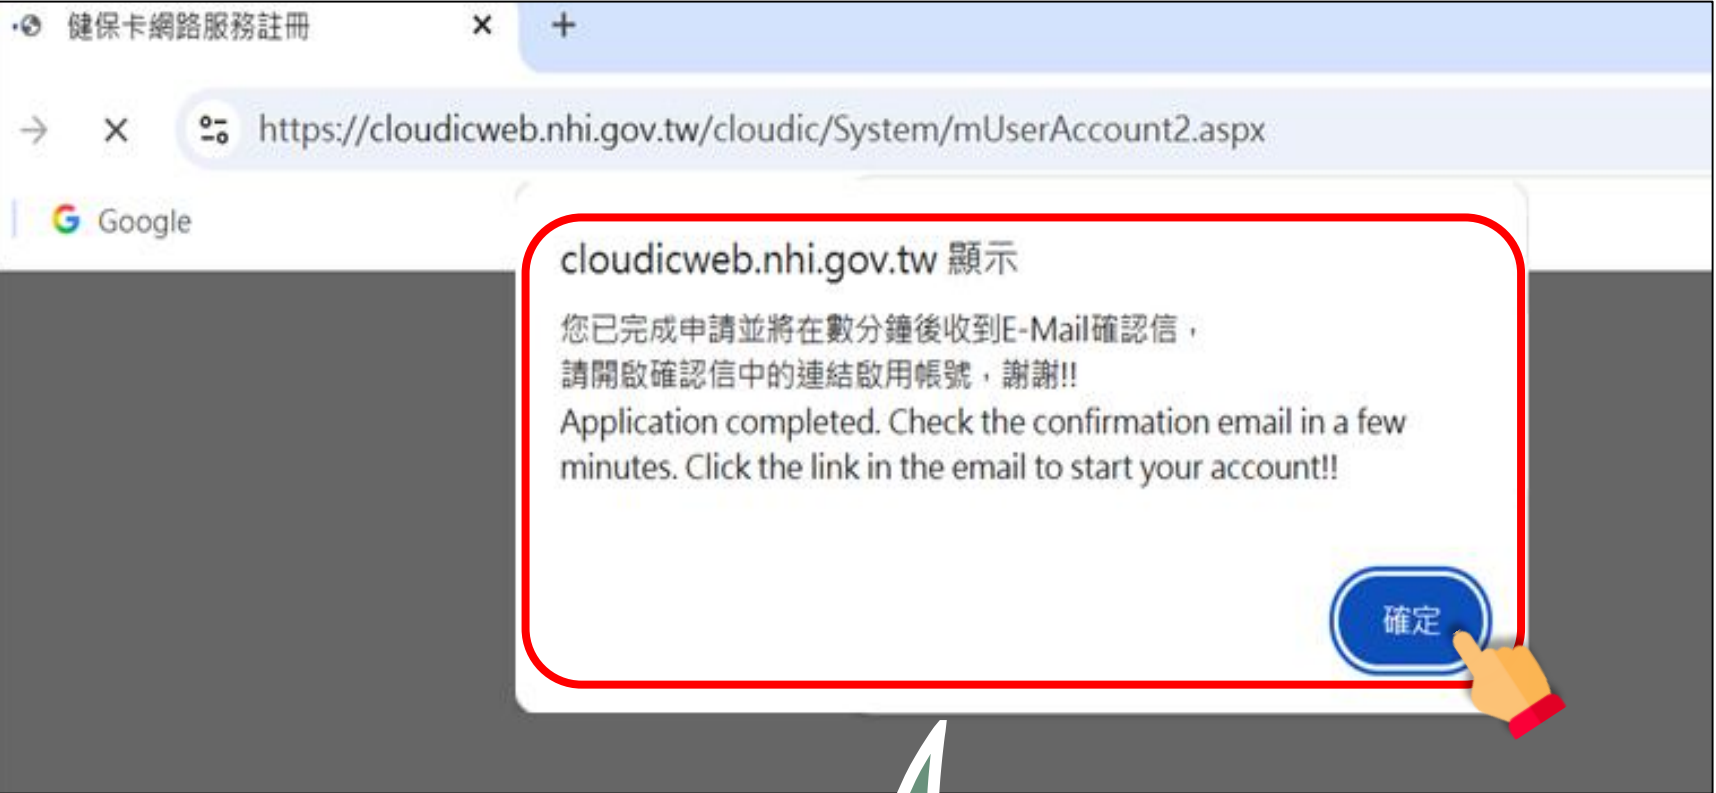 健保卡網路服務註冊
https://cloudicweb.nhi.gov.tw/cloudic/System/mUserAccount2.aspx
Google
cloudicweb.nhi.gov.tw 顯示
您已完成申請並將在數分鐘後收到E-Mail確認信，
請開啟確認信中的連結啟用帳號，謝謝!!
Application completed. Check the confirmation email in a few
minutes. Click the link in the email to start your account!!
確定